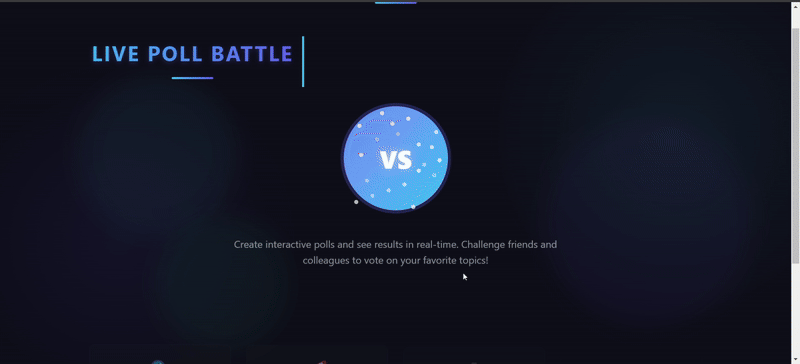 LIVE POLL BATTLE
VS
Create interactive polls and see results in real-time. Challenge friends and
colleagues to vote on your favorite topics!